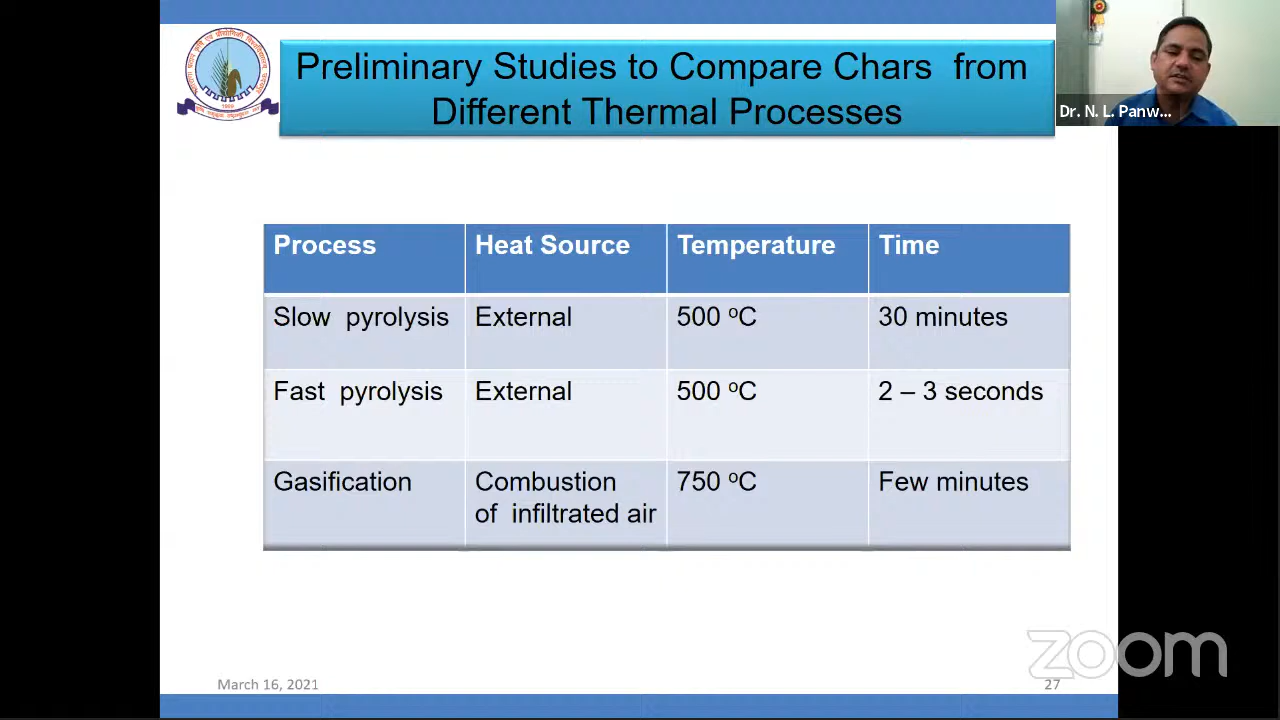 Preliminary Studies to Compare Chars from
Different Thermal Processes
Dr. N. L. Panw...
Process Heat Source Temperature Time
Slow pyrolysis External 500 ºC 30 minutes
Fast pyrolysis External 500 ºC 2 – 3 seconds
Gasification Combustion 750 ºC Few minutes
of infiltrated air
zoom
March 16, 2021 27